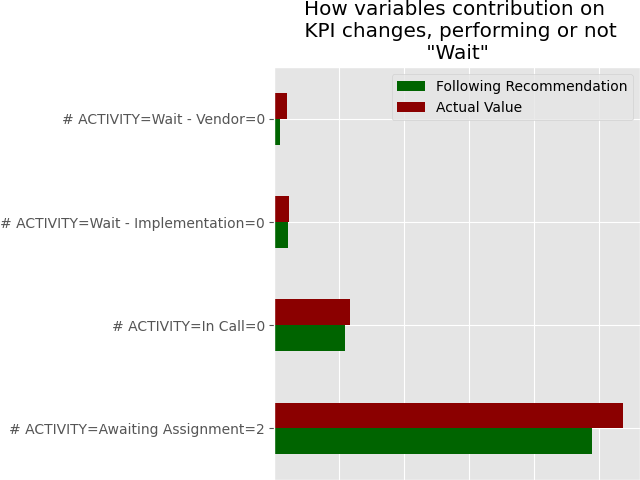 How variables contribution on
KPI changes, performing or not
"Wait"
Following Recommendation
Actual Value
# ACTIVITY=Wait - Vendor=0
# ACTIVITY=Wait - Implementation=0
# ACTIVITY=In Call=0
# ACTIVITY=Awaiting Assignment=2